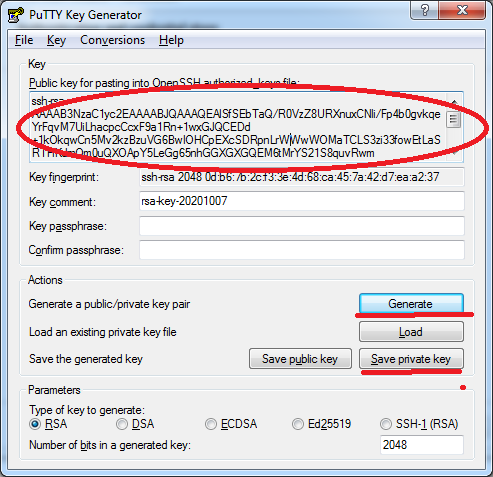 PuTTY Key Generator
File Key Conversions Help
Key
Public key for pasting into OpenSSH authorized_keys file:
ssh-rsa
AAAAB3NzaC1yc2EAAAABJQAAAQEAlSfSEbTaQ/R0VzZ8URXnuxCNli/Fp4b0gvkqe
YrFqvM7UiLhacpcCcxF9a1Rn+1wxGJQCEDd
+1kOkqwCn5Mv2kzBzuVG6BwIOHCpEXcSDRpnLrWWwWOMaTCLS3zi33fowEtLaS
Key fingerprint: ssh-rsa 2048 0d:b6:7b:2c:f3:3e:4d:68:ca:45:7a:42:d7:ea:a2:37
Key comment: rsa-key-20201007
Key passphrase:
Confirm passphrase:
Actions
Generate a public/private key pair Generate
Load an existing private key file Load
Save the generated key Save public key Save private key
Parameters
Type of key to generate:
RSA DSA ECDSA Ed25519 SSH-1 (RSA)
Number of bits in a generated key: 2048